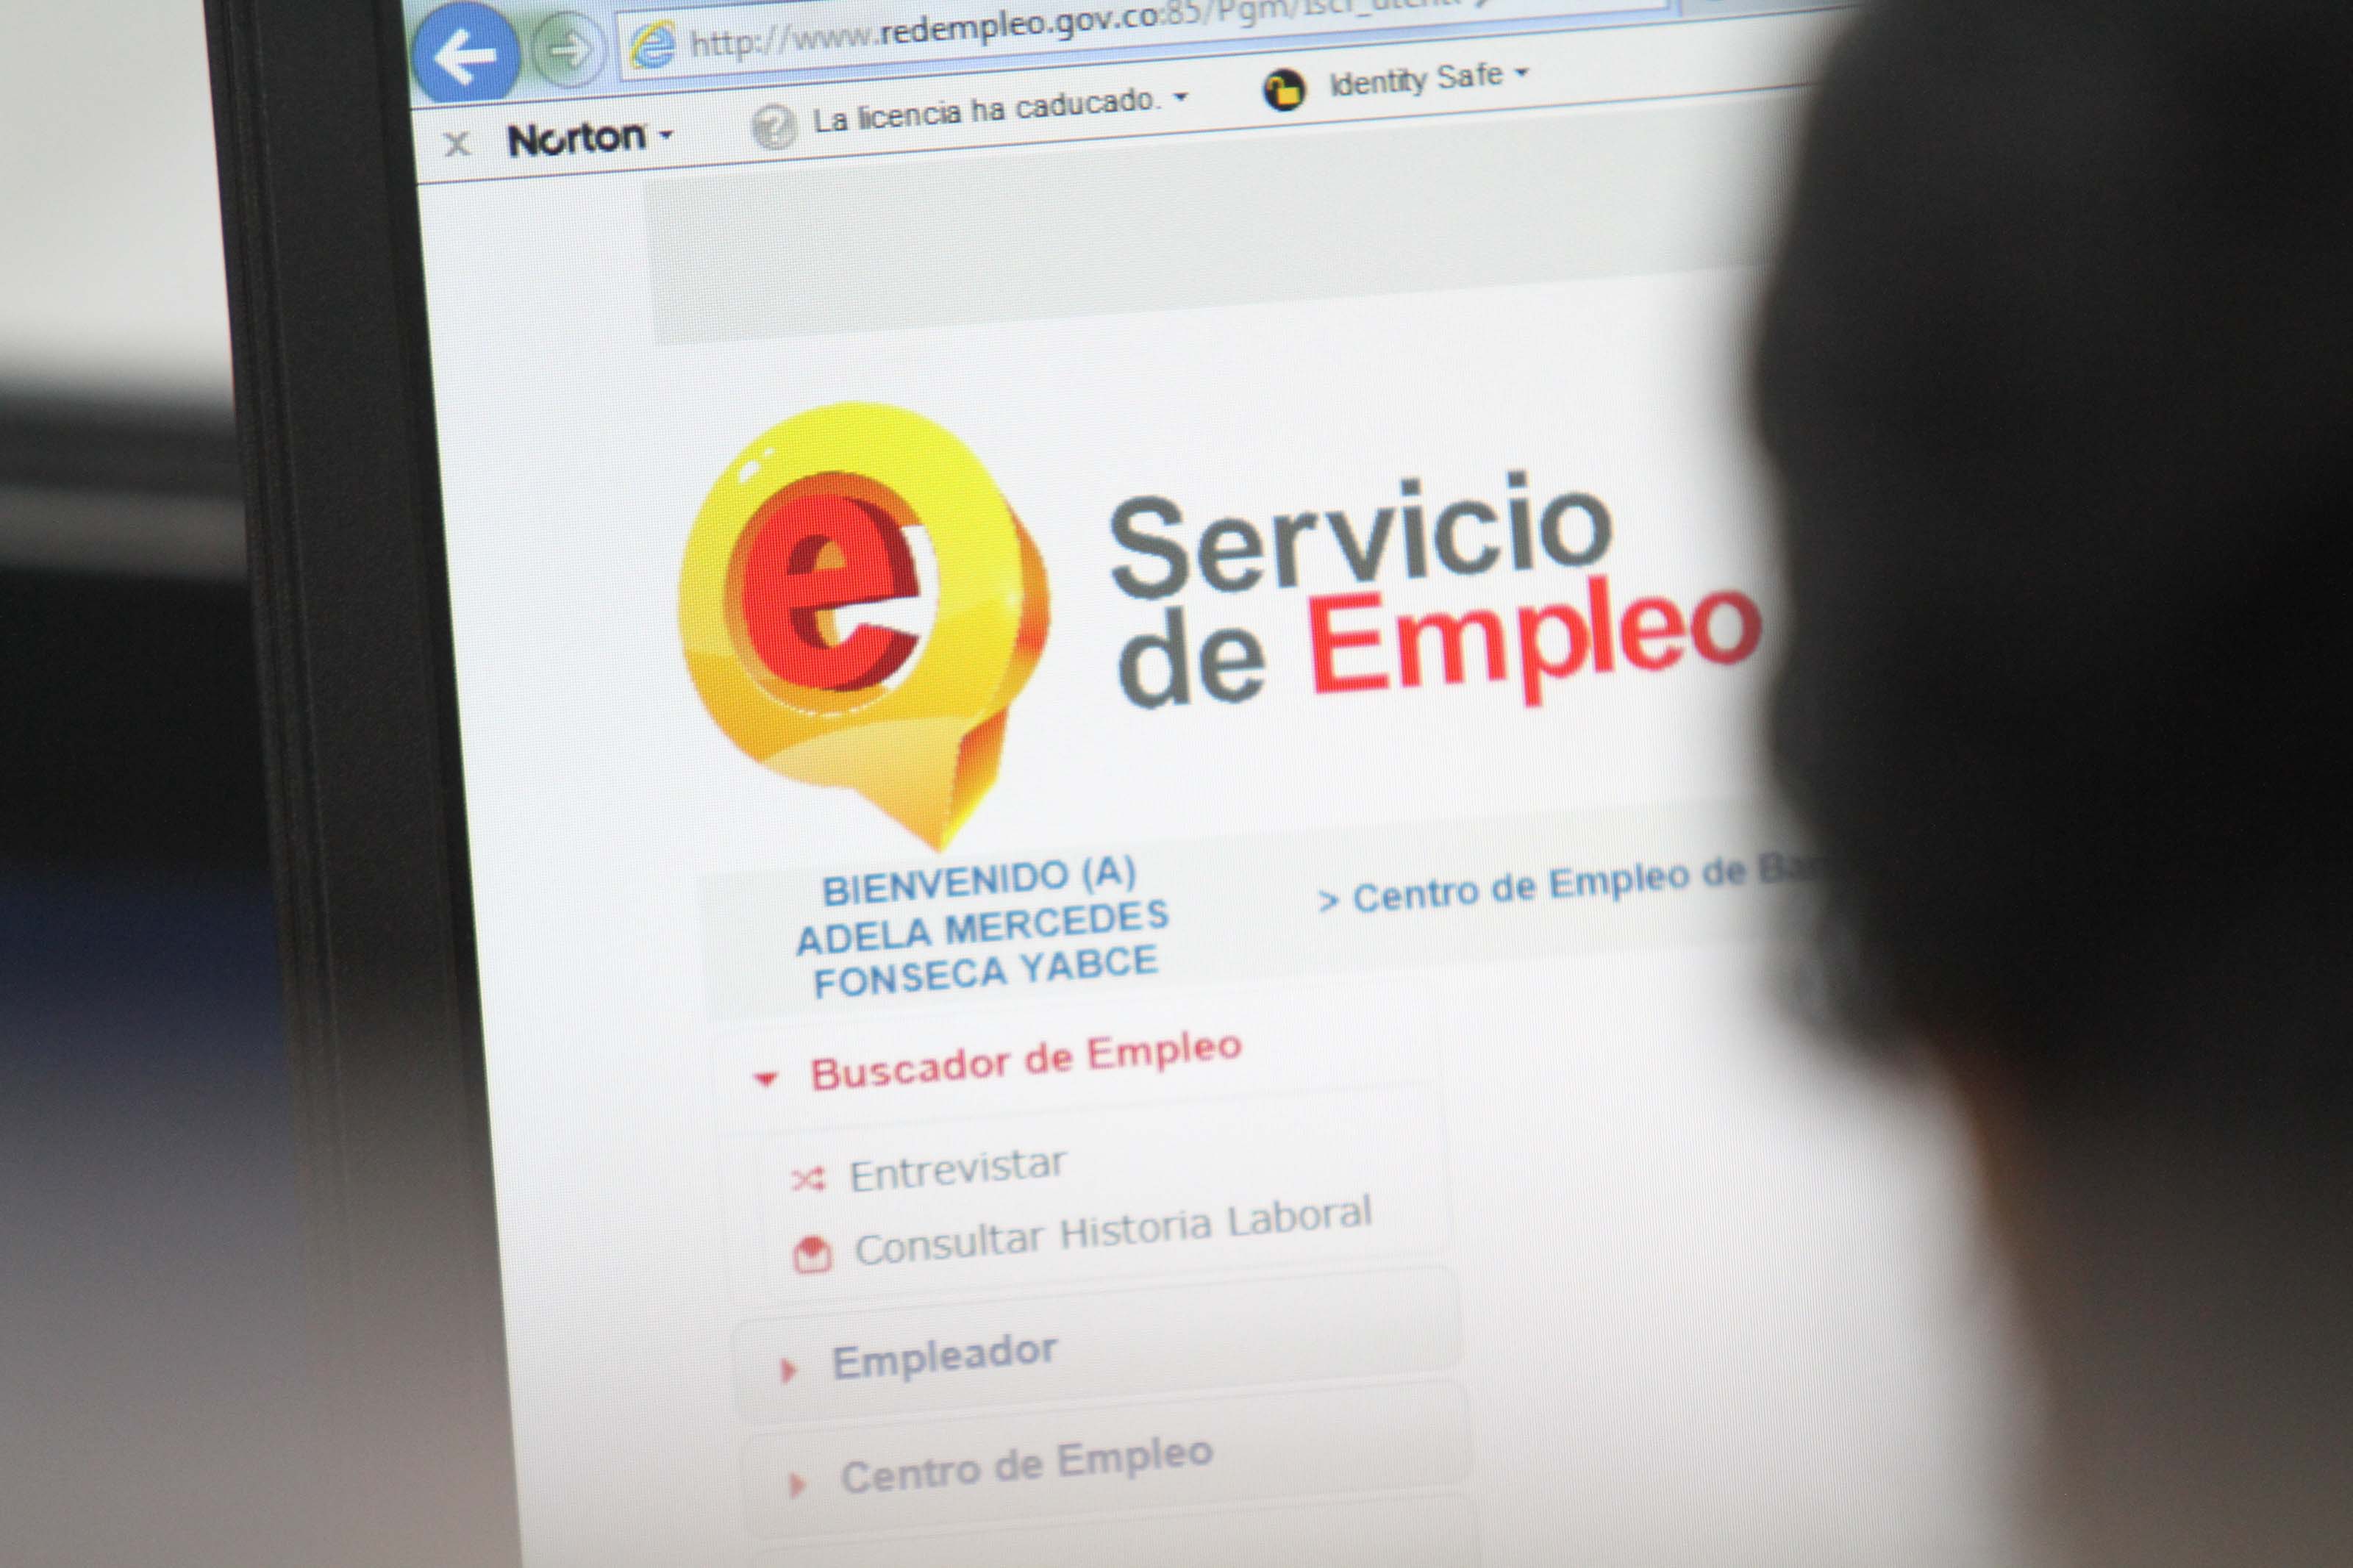 http://www.redempleo.gov.co:85/Pgm/
Norton La licencia ha caducado. Identity Safe
e
Servicio
de Empleo
BIENVENIDO (A)
ADELA MERCEDES
FONSECA YABCE
> Centro de Empleo de
Buscador de Empleo
Entrevistar
Consultar Historia Laboral
Empleador
Centro de Empleo